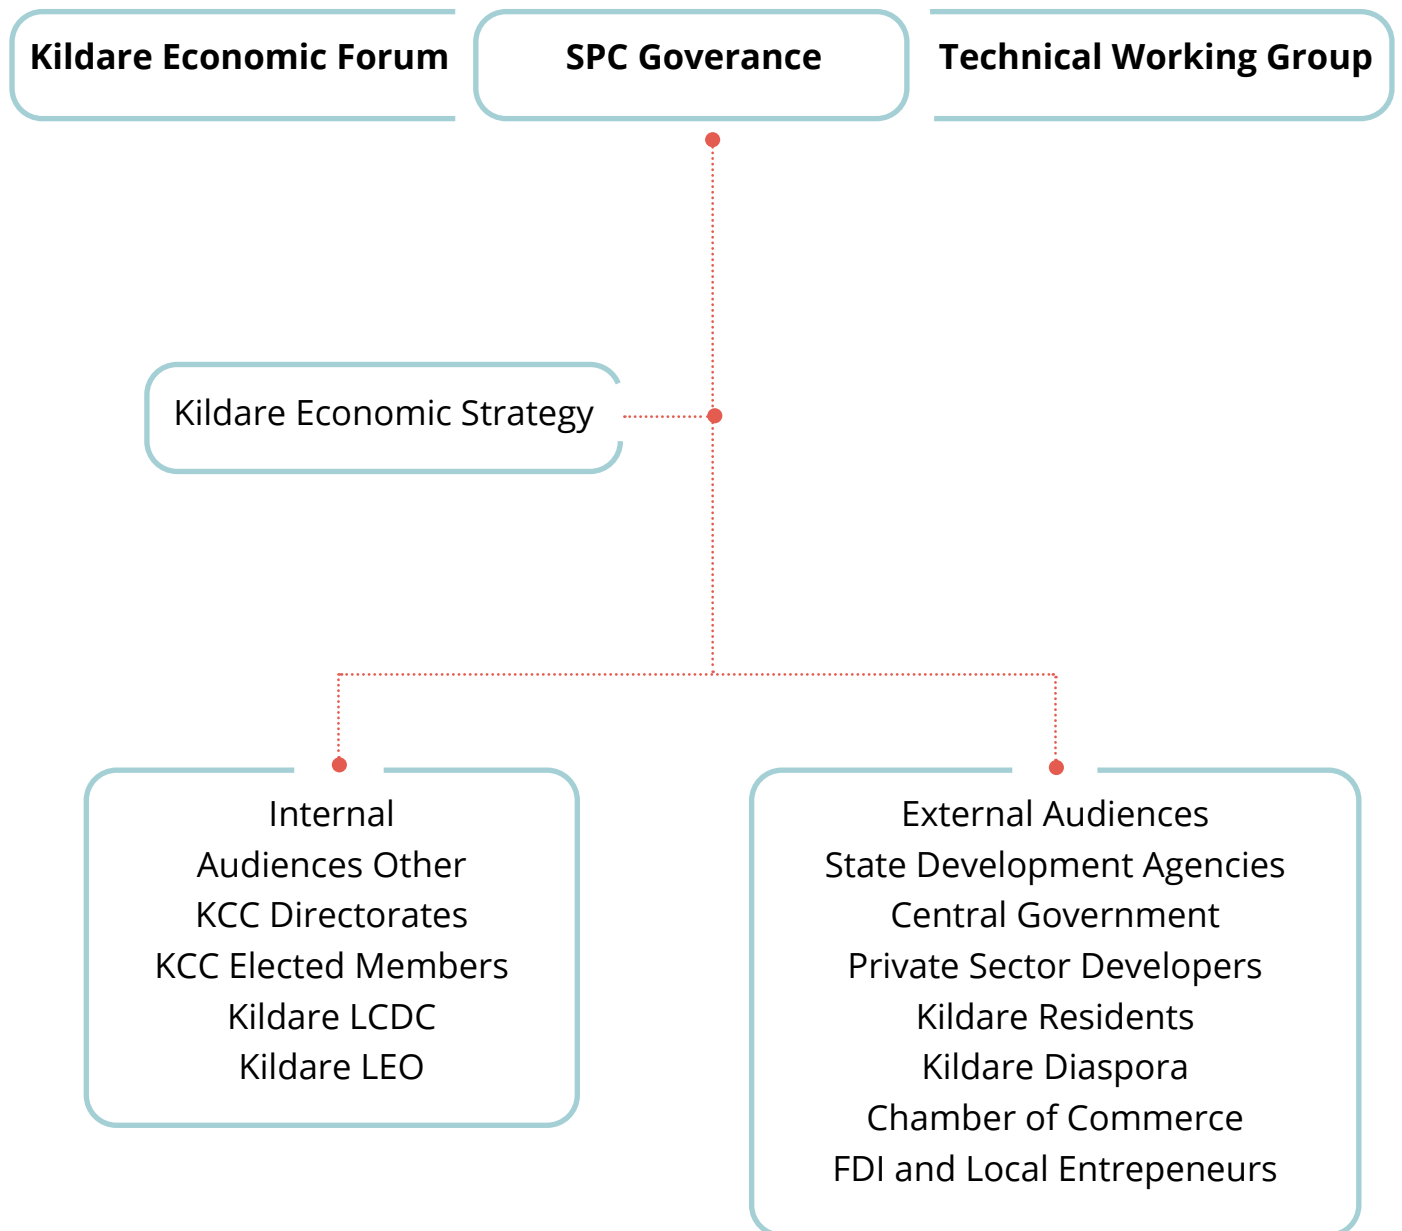 Kildare Economic Forum
SPC Goverance
Technical Working Group
Kildare Economic Strategy
Internal
Audiences Other
KCC Directorates
KCC Elected Members
Kildare LCDC
Kildare LEO
External Audiences
State Development Agencies
Central Government
Private Sector Developers
Kildare Residents
Kildare Diaspora
Chamber of Commerce
FDI and Local Entrepeneurs